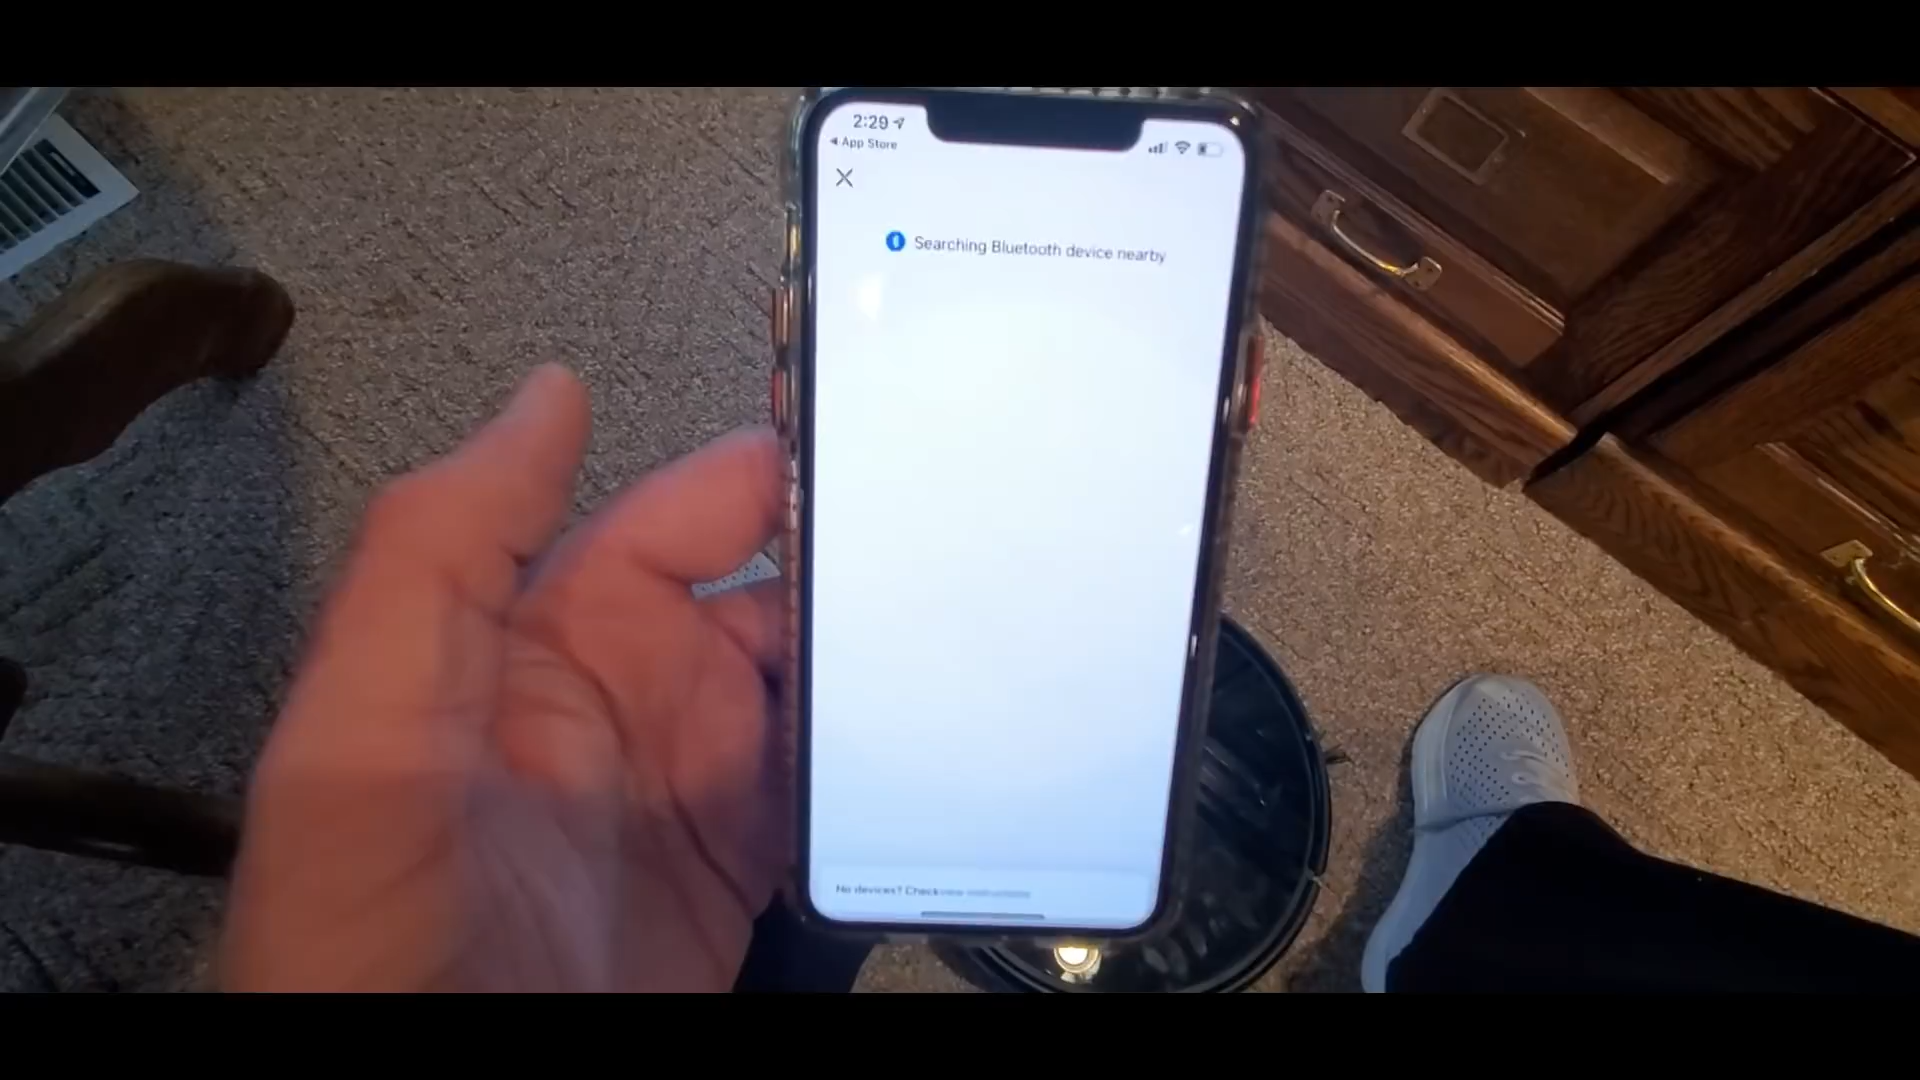 2:29
App Store
Searching Bluetooth device nearby
No devices? Check